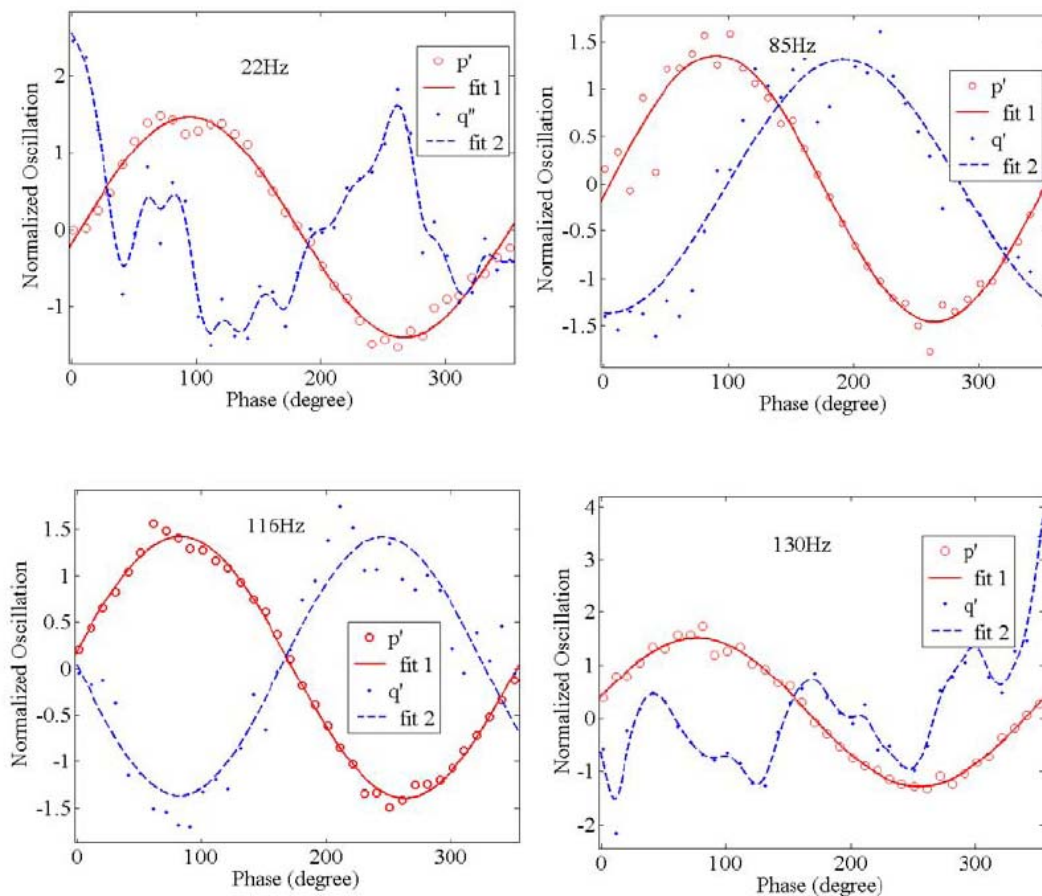 22Hz
p'
fit 1
q''
fit 2
2
1
0
-1
Normalized Oscillation
0 100 200 300
Phase (degree)
85Hz
p'
fit 1
q'
fit 2
1.5
1
0.5
0
-0.5
-1
-1.5
Normalized Oscillation
0 100 200 300
Phase (degree)
116Hz
p'
fit 1
q'
fit 2
1.5
1
0.5
0
-0.5
-1
-1.5
Normalized Oscillation
0 100 200 300
Phase (degree)
130Hz
p'
fit 1
q'
fit 2
4
3
2
1
0
-1
-2
Normalized Oscillation
0 100 200 300
Phase (degree)